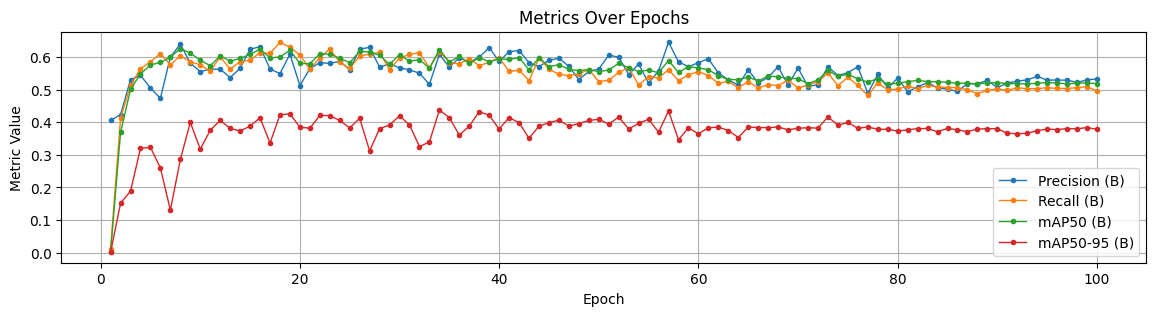 Metrics Over Epochs
Metric Value
0.6
0.5
0.4
0.3
0.2
0.1
0.0
Precision (B)
Recall (B)
mAP50 (B)
mAP50-95 (B)
0 20 40 60 80 100
Epoch